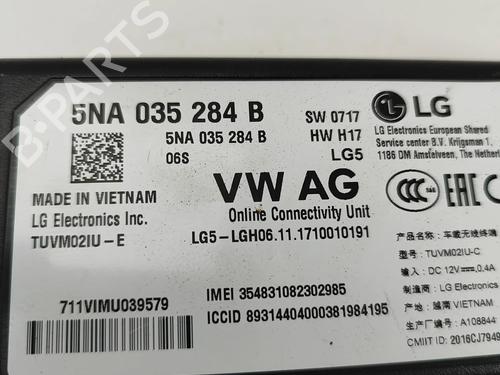 B-PARTS
5NA 035 284 B
5NA 035 284 B
06S
SW 0717
HW H17
LG5
LG
LG Electronics European Shared
Service center B.V. Krijgsman 1,
1186 DM Amstelveen, The Netherl
MADE IN VIETNAM
LG Electronics Inc.
TUVM02IU-E
VW AG
Online Connectivity Unit
LG5-LGH06.11.1710010191
CCC
EAC
产品名称: 车载无线终端
型号: TUVM02IU-C
输入: DC 12V, 0.4A
制造商: LG Electronics
产地: 越南 VIETNAM
生产厂编号: A108844
CMIIT ID: 2016CJ7949
711VIMU039579
IMEI 354831082302985
ICCID 89314404000381984195